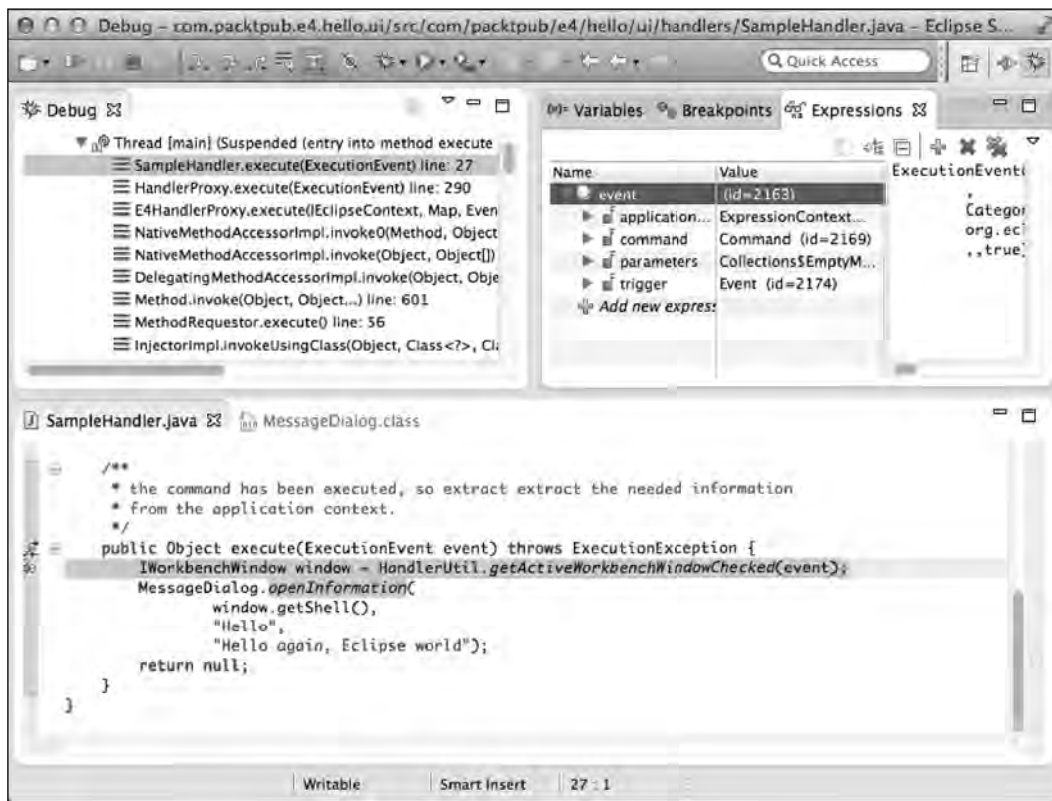 Debug – com.packtpub.e4.hello.ui/src/com/packtpub/e4/hello/ui/handlers/SampleHandler.java – Eclipse S...
Quick Access
Debug
Thread [main] (Suspended (entry into method execute
SampleHandler.execute(ExecutionEvent) line: 27
HandlerProxy.execute(ExecutionEvent) line: 290
E4HandlerProxy.execute(IEclipseContext, Map, Even
NativeMethodAccessorImpl.invoke0(Method, Object
NativeMethodAccessorImpl.invoke(Object, Object[])
DelegatingMethodAccessorImpl.invoke(Object, Obje
Method.invoke(Object, Object...) line: 601
MethodRequestor.execute() line: 56
InjectorImpl.invokeUsingClass(Object, Class<?>, Cl
(x)= Variables Breakpoints Expressions
Name Value
event (id=2163)
application... ExpressionContext...
command Command (id=2169)
parameters Collections$EmptyM...
trigger Event (id=2174)
Add new express
ExecutionEvent(
,
Categor
org.ecl
,,true
SampleHandler.java MessageDialog.class
/**
* the command has been executed, so extract extract the needed information
* from the application context.
*/
public Object execute(ExecutionEvent event) throws ExecutionException {
IWorkbenchWindow window = HandlerUtil.getActiveWorkbenchWindowChecked(event);
MessageDialog.openInformation(
window.getShell(),
"Hello",
"Hello again, Eclipse world");
return null;
}
}
Writable Smart Insert 27 : 1